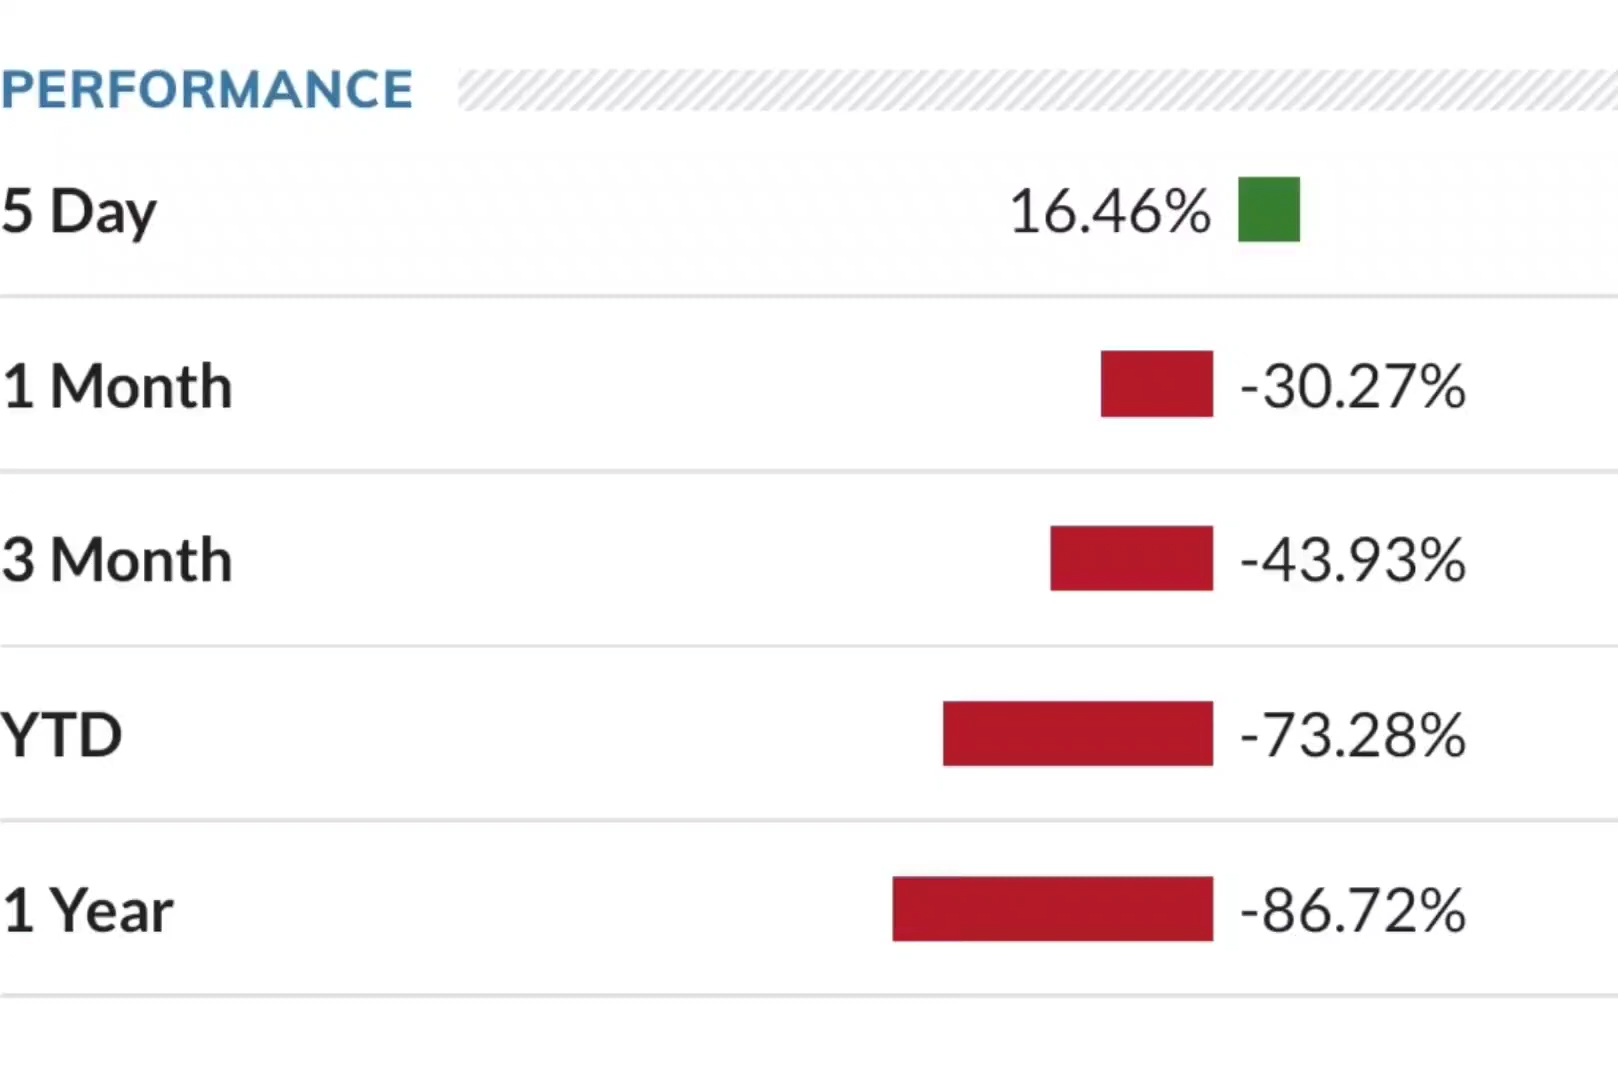 PERFORMANCE
5 Day 16.46%
1 Month -30.27%
3 Month -43.93%
YTD -73.28%
1 Year -86.72%